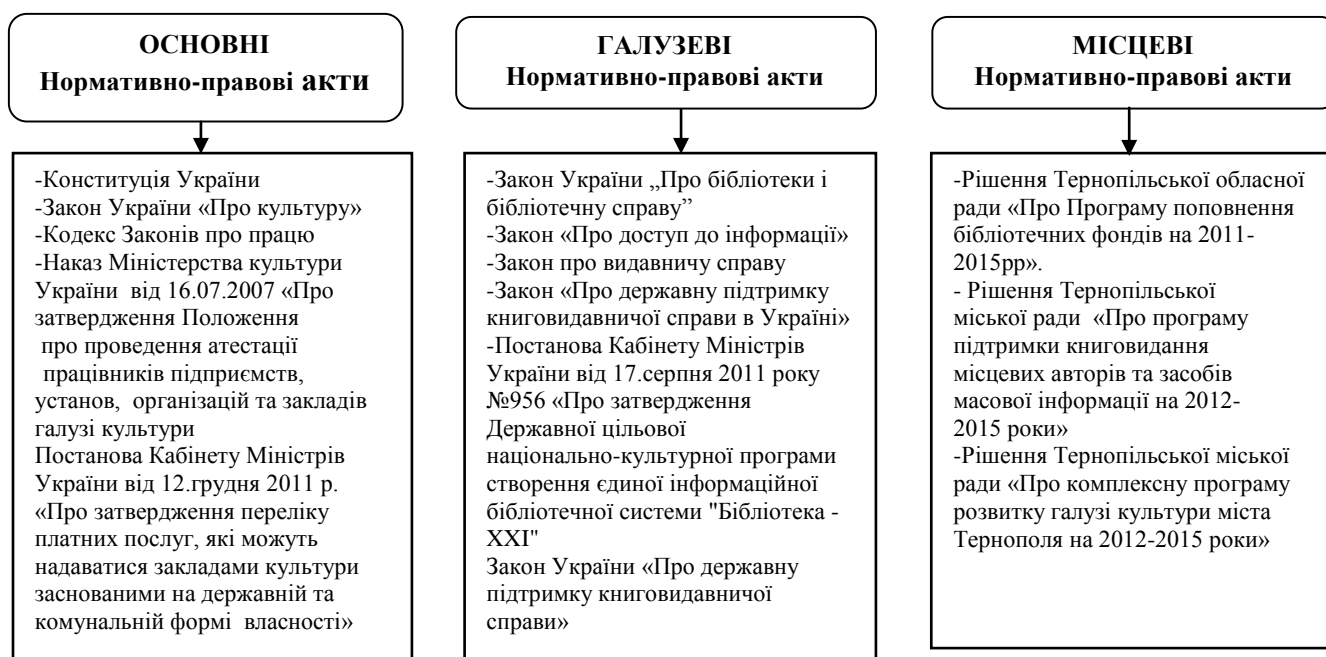 ОСНОВНІ
Нормативно-правові акти
-Конституція України
-Закон України «Про культуру»
-Кодекс Законів про працю
-Наказ Міністерства культури
України від 16.07.2007 «Про
затвердження Положення
про проведення атестації
працівників підприємств,
установ, організацій та закладів
галузі культури
Постанова Кабінету Міністрів
України від 12.грудня 2011 р.
«Про затвердження переліку
платних послуг, які можуть
надаватися закладами культури
заснованими на державній та
комунальній формі власності»
ГАЛУЗЕВІ
Нормативно-правові акти
-Закон України „Про бібліотеки і
бібліотечну справу”
-Закон «Про доступ до інформації»
-Закон про видавничу справу
-Закон «Про державну підтримку
книговидавничої справи в Україні»
-Постанова Кабінету Міністрів
України від 17.серпня 2011 року
№956 «Про затвердження
Державної цільової
національно-культурної програми
створення єдиної інформаційної
бібліотечної системи "Бібліотека -
ХХІ"
Закон України «Про державну
підтримку книговидавничої
справи»
МІСЦЕВІ
Нормативно-правові акти
-Рішення Тернопільської обласної
ради «Про Програму поповнення
бібліотечних фондів на 2011-
2015рр».
- Рішення Тернопільської
міської ради «Про програму
підтримки книговидання
місцевих авторів та засобів
масової інформації на 2012-
2015 роки»
-Рішення Тернопільської міської
ради «Про комплексну програму
розвитку галузі культури міста
Тернополя на 2012-2015 роки»